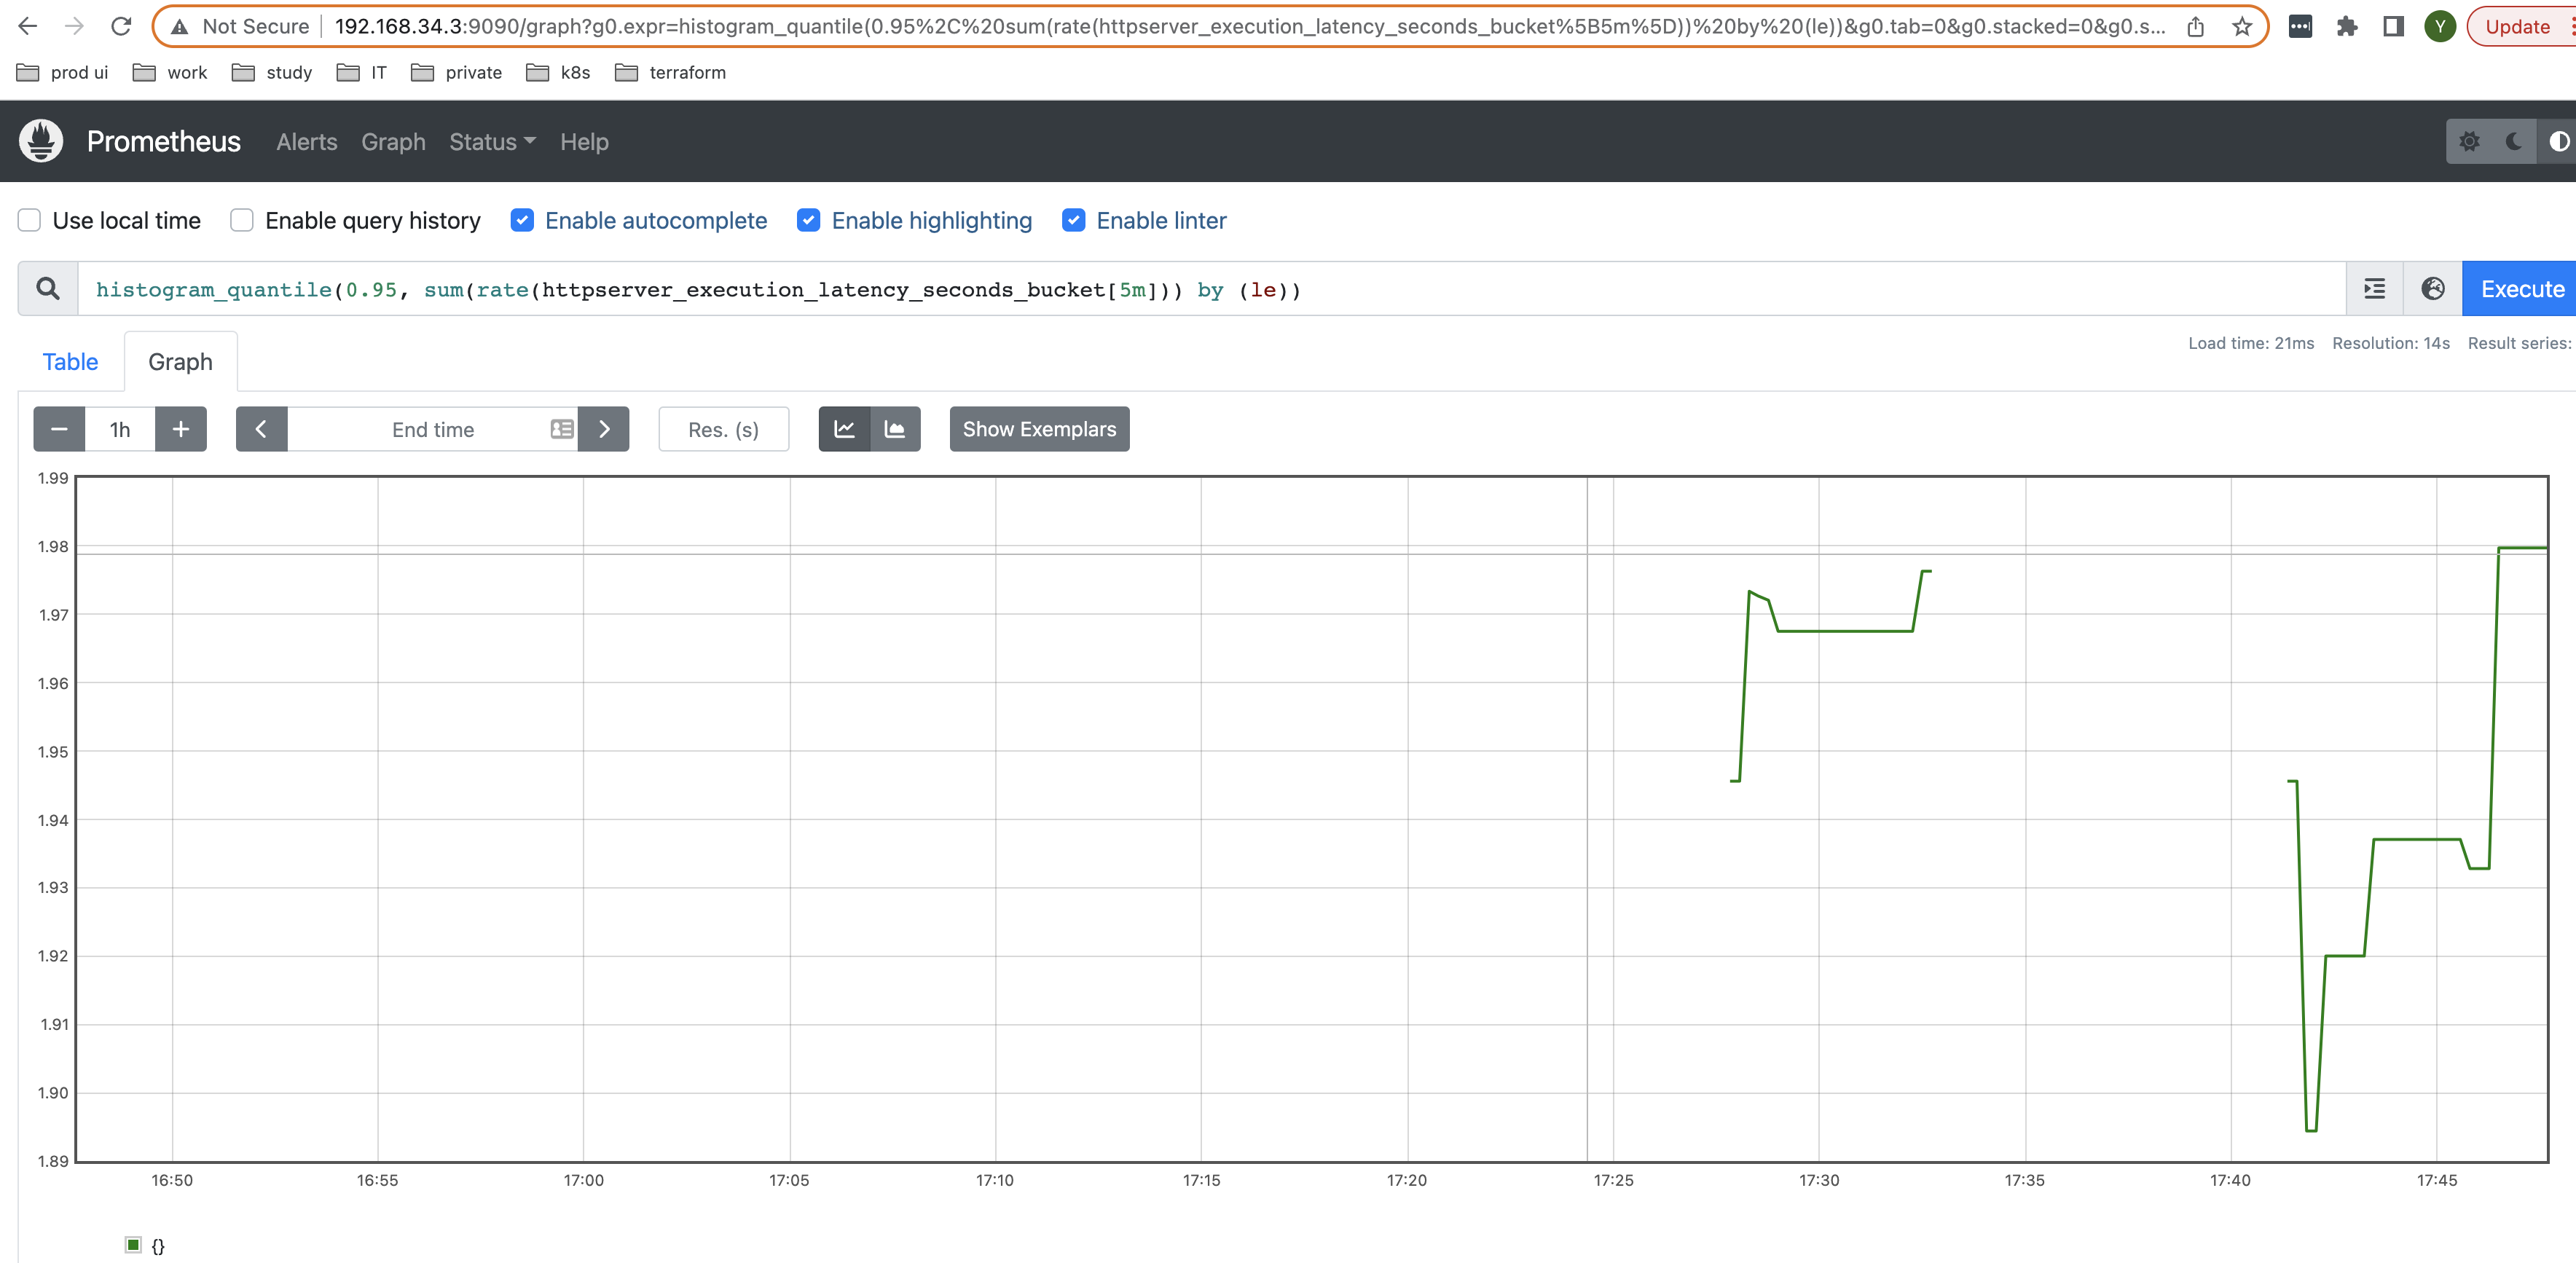 Not Secure 192.168.34.3:9090/graph?g0.expr=histogram_quantile(0.95%2C%20sum(rate(httpserver_execution_latency_seconds_bucket%5B5m%5D))%20by%20(le))&g0.tab=0&g0.stacked=0&g0.s... Y Update
prod ui work study IT private k8s terraform
Prometheus Alerts Graph Status Help
Use local time Enable query history Enable autocomplete Enable highlighting Enable linter
histogram_quantile(0.95, sum(rate(httpserver_execution_latency_seconds_bucket[5m])) by (le)) Execute
Table Graph Load time: 21ms Resolution: 14s Result series:
1h End time Res. (s) Show Exemplars
1.99
1.98
1.97
1.96
1.95
1.94
1.93
1.92
1.91
1.90
1.89
16:50 16:55 17:00 17:05 17:10 17:15 17:20 17:25 17:30 17:35 17:40 17:45
{}